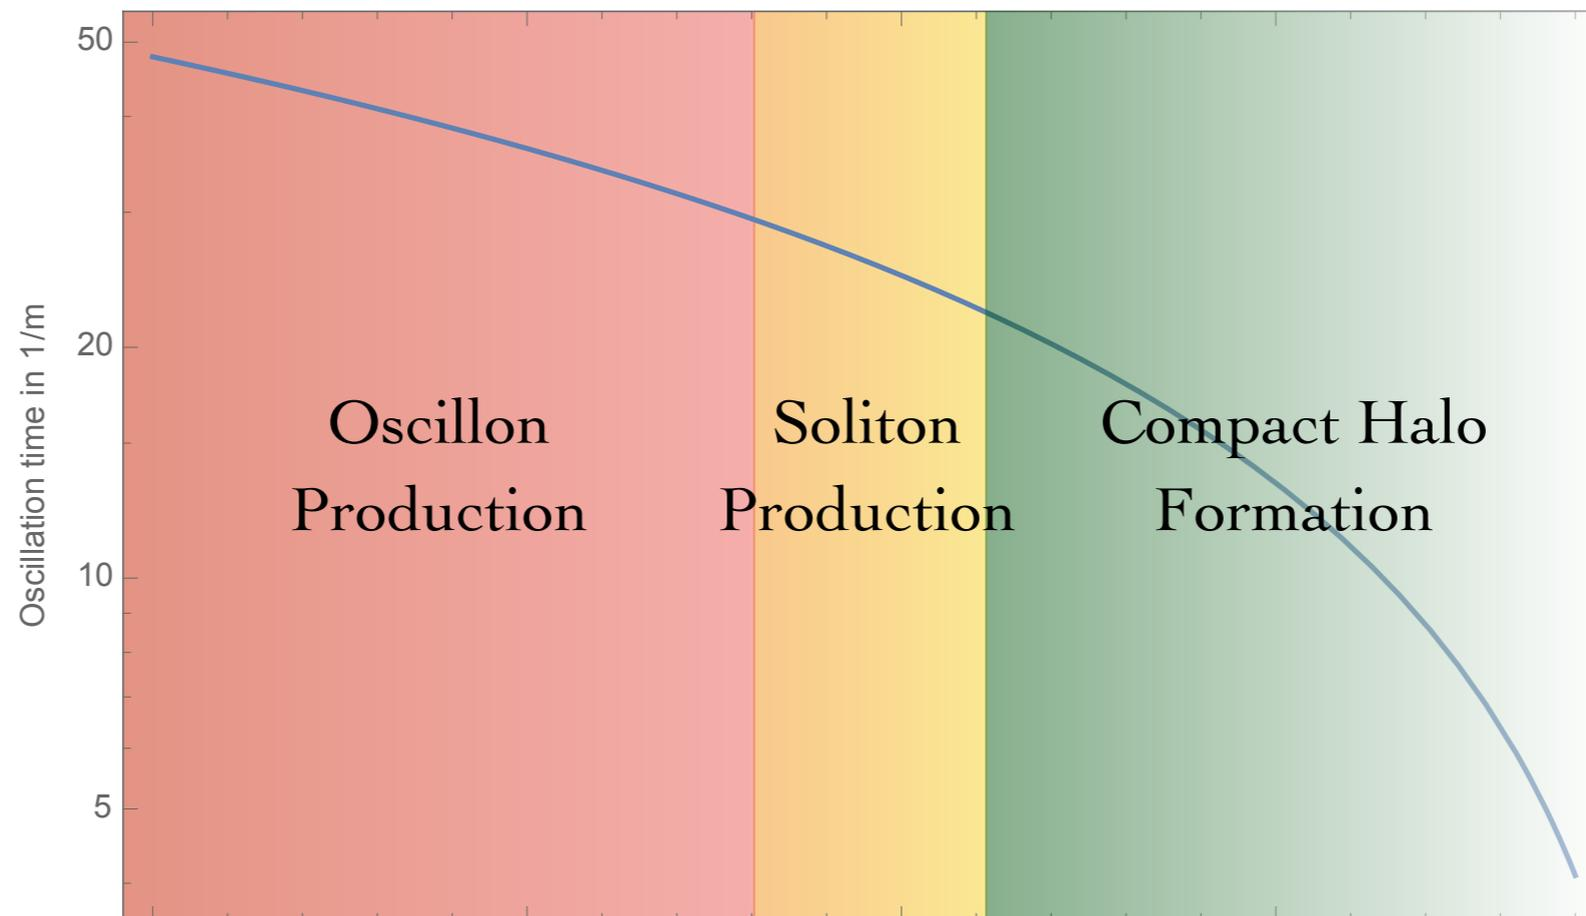 50
20
10
5
Oscillation time in 1/m
Oscillon
Production
Soliton
Production
Compact Halo
Formation